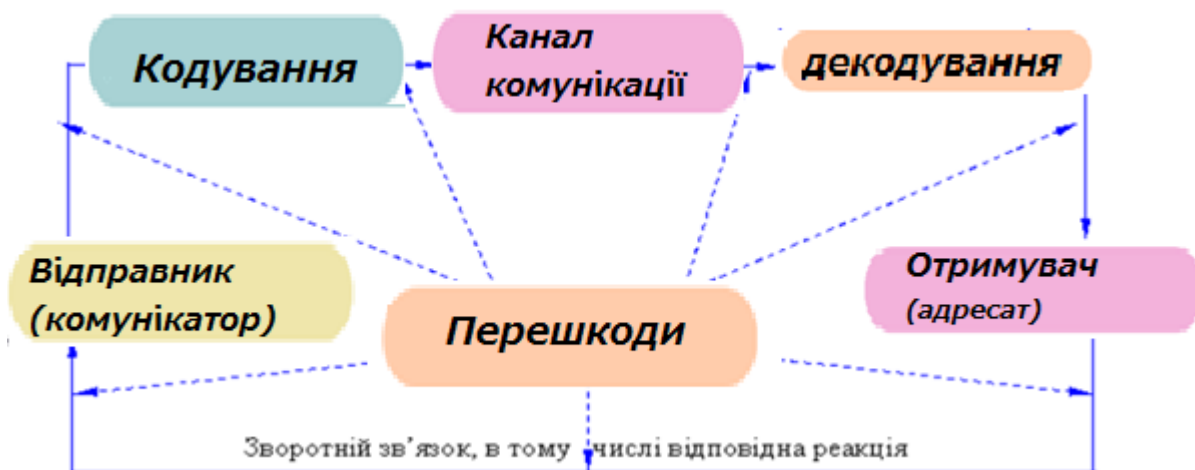 Кодування
Канал
комунікації
декодування
Відправник
(комунікатор)
Перешкоди
Отримувач
(адресат)
Зворотній зв’язок, в тому числі відповідна реакція